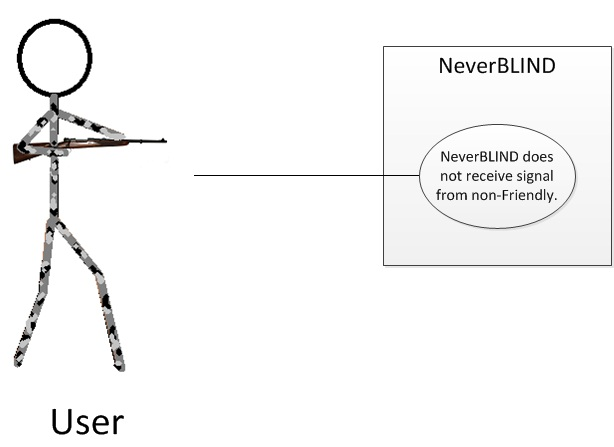 NeverBLIND
NeverBLIND does
not receive signal
from non-Friendly.
User